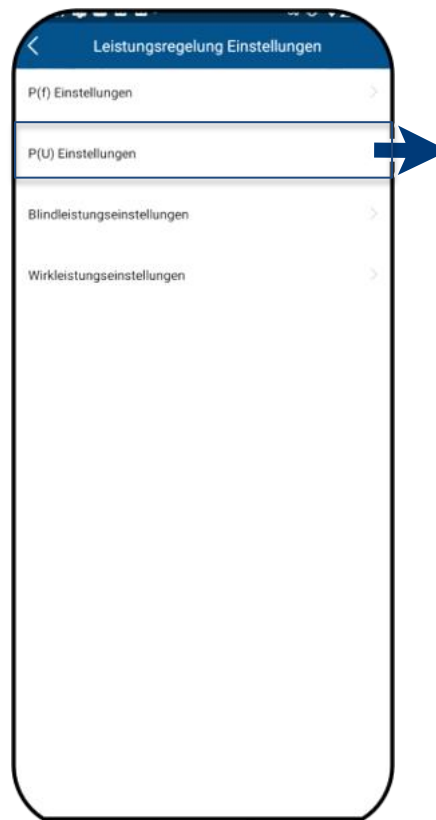 Leistungsregelung Einstellungen
P(f) Einstellungen
P(U) Einstellungen
Blindleistungseinstellungen
Wirkleistungseinstellungen